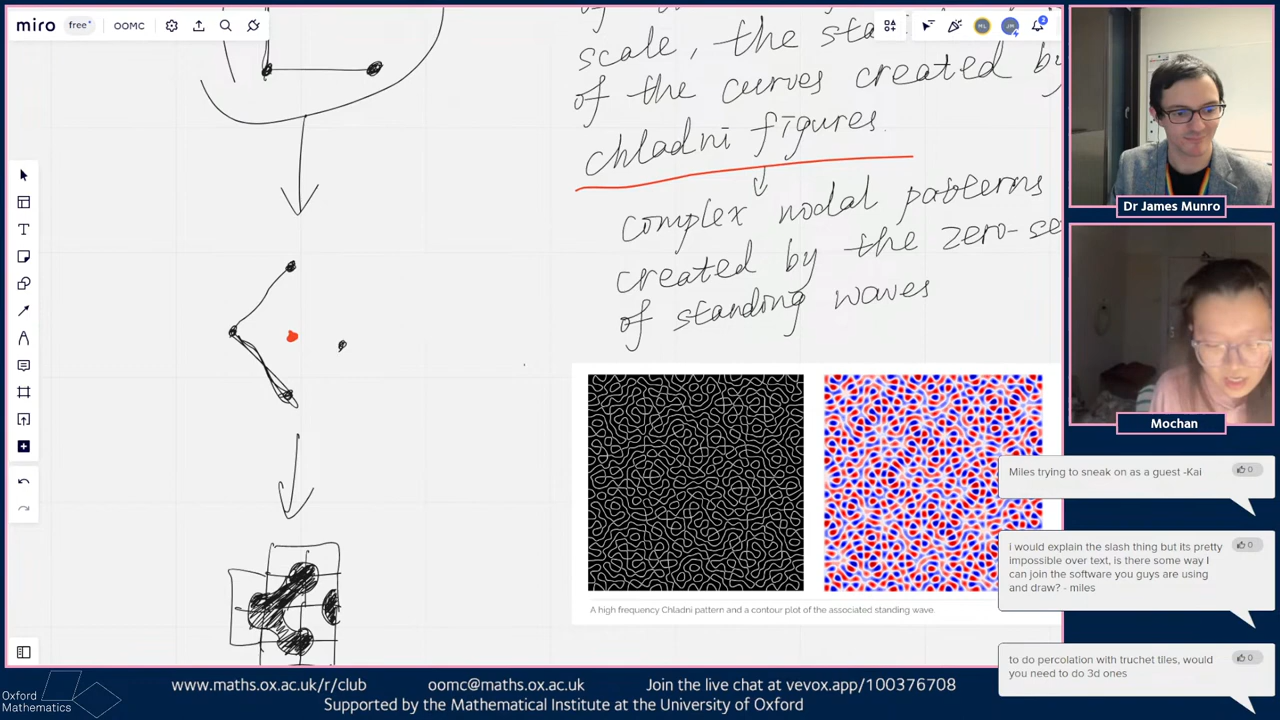 miro
free
OOMC
ML
JM
2
scale, the sta
of the curves created by
chladni figures.
complex nodal patterns
created by the zero-se
of standing waves
A high frequency Chladni pattern and a contour plot of the associated standing wave.
Dr James Munro
Mochan
Miles trying to sneak on as a guest -Kai
0
i would explain the slash thing but its pretty
impossible over text, is there some way I
can join the software you guys are using
and draw? - miles
0
to do percolation with truchet tiles, would
you need to do 3d ones
0
Oxford
Mathematics
www.maths.ox.ac.uk/r/club oomc@maths.ox.ac.uk Join the live chat at vevox.app/100376708
Supported by the Mathematical Institute at the University of Oxford